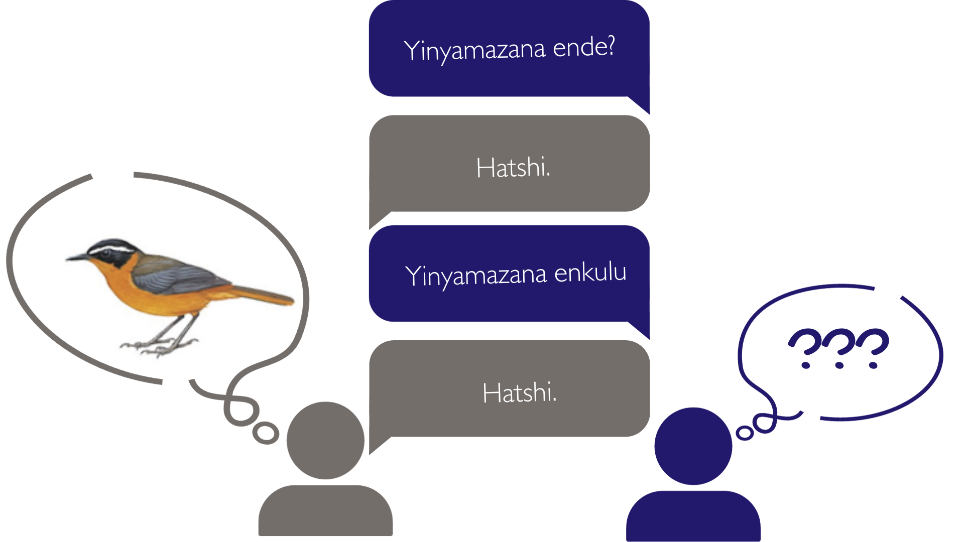 Yinyamazana ende?
Hatshi.
Yinyamazana enkulu
Hatshi.
???